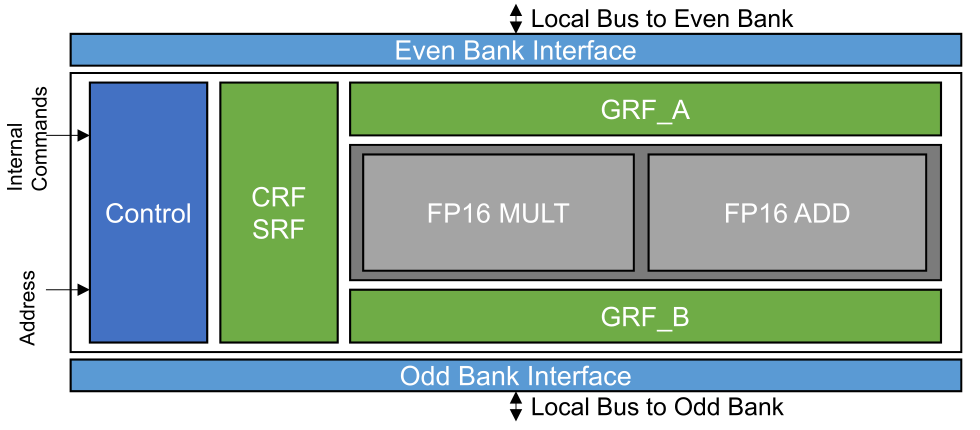 Local Bus to Even Bank
Even Bank Interface
Internal
Commands
Address
Control
CRF
SRF
GRF_A
FP16 MULT
FP16 ADD
GRF_B
Odd Bank Interface
Local Bus to Odd Bank